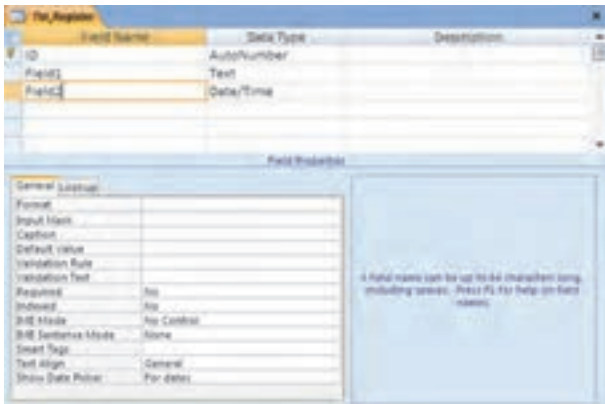 Tbl_Register
Field Name Data Type Description
ID AutoNumber
Field1 Text
Field2 Date/Time
Field Properties
General Lookup
Format
Input Mask
Caption
Default Value
Validation Rule
Validation Text
Required No
Indexed No
IME Mode No Control
IME Sentence Mode None
Smart Tags
Text Align General
Show Date Picker For dates
A field name can be up to 64 characters long,
including spaces. Press F1 for help on field
names.